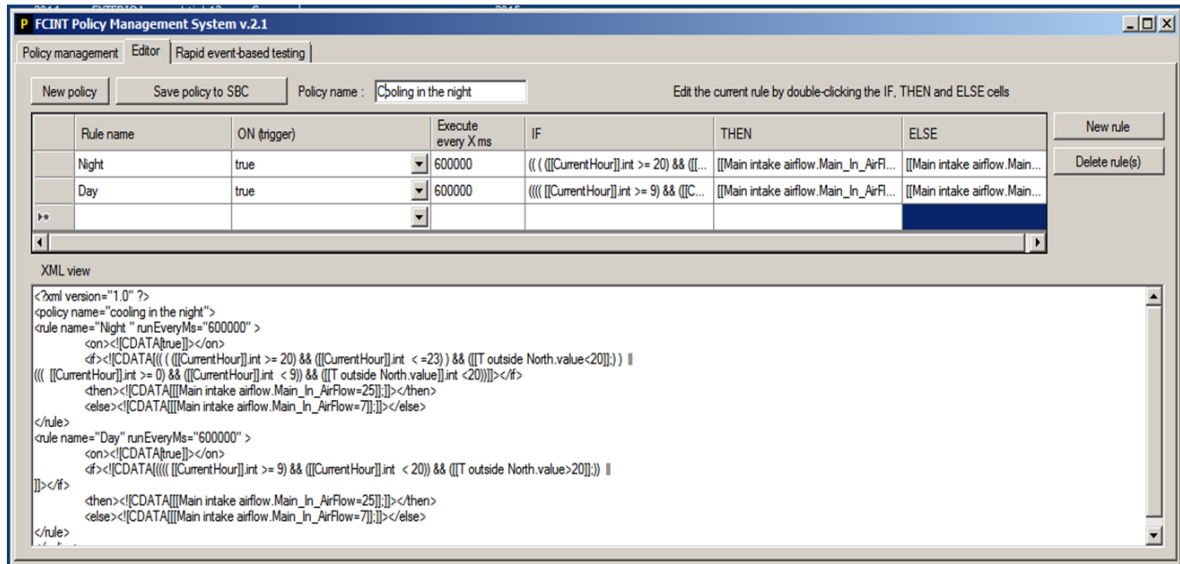 P FCINT Policy Management System v.2.1
Policy management Editor Rapid event-based testing
New policy Save policy to SBC Policy name : Cooling in the night Edit the current rule by double-clicking the IF, THEN and ELSE cells
Rule name ON (trigger) Execute every X ms IF THEN ELSE New rule
Night true 600000 (( ( ([[CurrentHour]].int >= 20) && ([[... [[Main intake airflow.Main_In_AirFl... [[Main intake airflow.Main... Delete rule(s)
Day true 600000 (((( [[CurrentHour]].int >= 9) && ([[C... [[Main intake airflow.Main_In_AirFl... [[Main intake airflow.Main...
XML view
<?xml version="1.0" ?>
<policy name="cooling in the night">
<rule name="Night " runEveryMs="600000" >
<on><![CDATA[true]]></on>
<if><![CDATA[(( ( ([[CurrentHour]].int >= 20) && ([[CurrentHour]].int < =23) ) && ([[T outside North.value<20]];) ) ||
((( [[CurrentHour]].int >= 0) && ([[CurrentHour]].int < 9)) && ([[T outside North.value]].int <20))]]></if>
<then><![CDATA[[[Main intake airflow.Main_In_AirFlow=25]];]]></then>
<else><![CDATA[[[Main intake airflow.Main_In_AirFlow=7]];]]></else>
</rule>
<rule name="Day" runEveryMs="600000" >
<on><![CDATA[true]]></on>
<if><![CDATA[(((( [[CurrentHour]].int >= 9) && ([[CurrentHour]].int < 20)) && ([[T outside North.value>20]];)) ||
]]></if>
<then><![CDATA[[[Main intake airflow.Main_In_AirFlow=25]];]]></then>
<else><![CDATA[[[Main intake airflow.Main_In_AirFlow=7]];]]></else>
</rule>